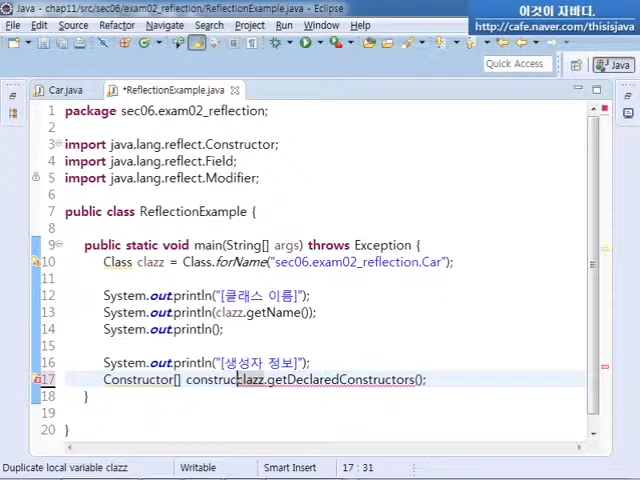 Java - chap11/src/sec06/exam02_reflection/ReflectionExample.java - Eclipse
이것이 자바다.
http://cafe.naver.com/thisisjava
File Edit Source Refactor Navigate Search Project Run Window Help
Quick Access
Java
Car.java
*ReflectionExample.java
1 package sec06.exam02_reflection;
2
3 import java.lang.reflect.Constructor;
4 import java.lang.reflect.Field;
5 import java.lang.reflect.Modifier;
6
7 public class ReflectionExample {
8
9 public static void main(String[] args) throws Exception {
10 Class clazz = Class.forName("sec06.exam02_reflection.Car");
11
12 System.out.println("[클래스 이름]");
13 System.out.println(clazz.getName());
14 System.out.println();
15
16 System.out.println("[생성자 정보]");
17 Constructor[] construcclazz.getDeclaredConstructors();
18 }
19
20 }
Duplicate local variable clazz
Writable
Smart Insert
17 : 31